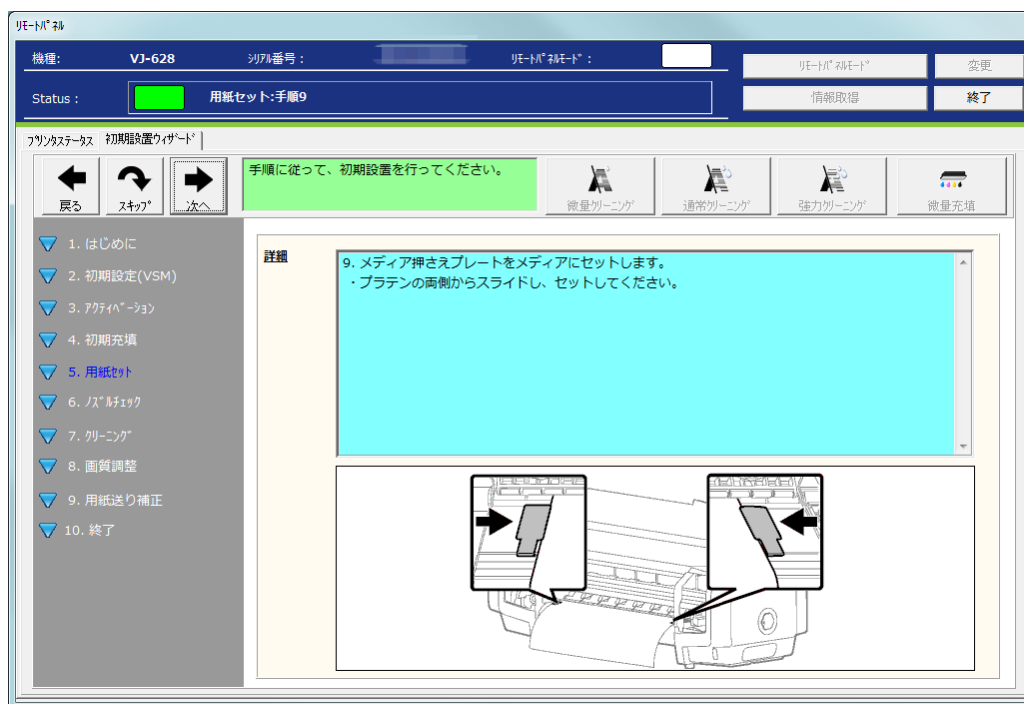 ﾘﾓｰﾄﾊﾟﾈﾙ
機種: VJ-628 ｼﾘｱﾙ番号： ﾘﾓｰﾄﾊﾟﾈﾙﾓｰﾄﾞ：
ﾘﾓｰﾄﾊﾟﾈﾙﾓｰﾄﾞ 変更
Status： 用紙セット:手順9
情報取得 終了
ﾌﾟﾘﾝﾀｽﾃｰﾀｽ 初期設置ｳｨｻﾞｰﾄﾞ
戻る ｽｷｯﾌﾟ 次へ
手順に従って、初期設置を行ってください。
微量ｸﾘｰﾆﾝｸﾞ 通常ｸﾘｰﾆﾝｸﾞ 強力ｸﾘｰﾆﾝｸﾞ 微量充填
1. はじめに
2. 初期設定(VSM)
3. ｱｸﾃｨﾍﾞｰｼｮﾝ
4. 初期充填
5. 用紙ｾｯﾄ
6. ﾉｽﾞﾙﾁｪｯｸ
7. ｸﾘｰﾆﾝｸﾞ
8. 画質調整
9. 用紙送り補正
10. 終了
詳細
9. メディア押さえプレートをメディアにセットします。
・プラテンの両側からスライドし、セットしてください。